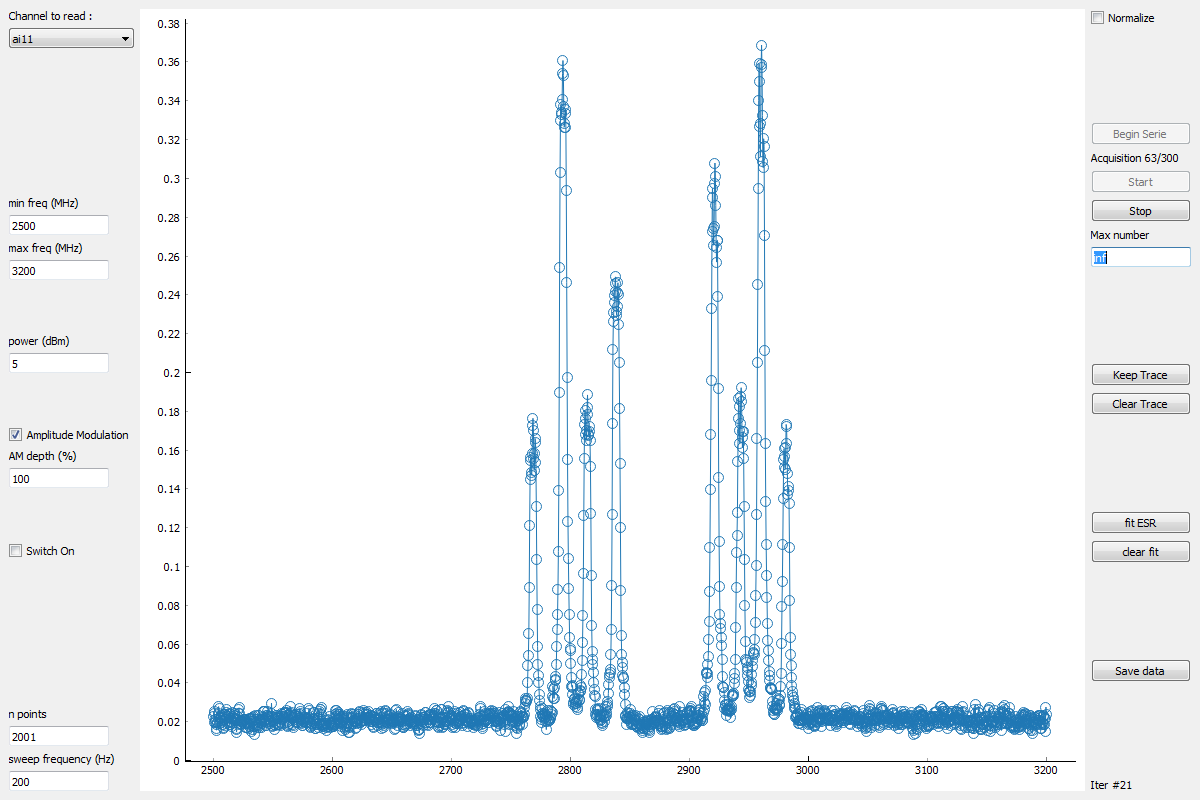 Channel to read :
ai11
min freq (MHz)
2500
max freq (MHz)
3200
power (dBm)
5
Amplitude Modulation
AM depth (%)
100
Switch On
n points
2001
sweep frequency (Hz)
200
0.38
0.36
0.34
0.32
0.3
0.28
0.26
0.24
0.22
0.2
0.18
0.16
0.14
0.12
0.1
0.08
0.06
0.04
0.02
0
2500 2600 2700 2800 2900 3000 3100 3200
Normalize
Begin Serie
Acquisition 63/300
Start
Stop
Max number
inf
Keep Trace
Clear Trace
fit ESR
clear fit
Save data
Iter #21